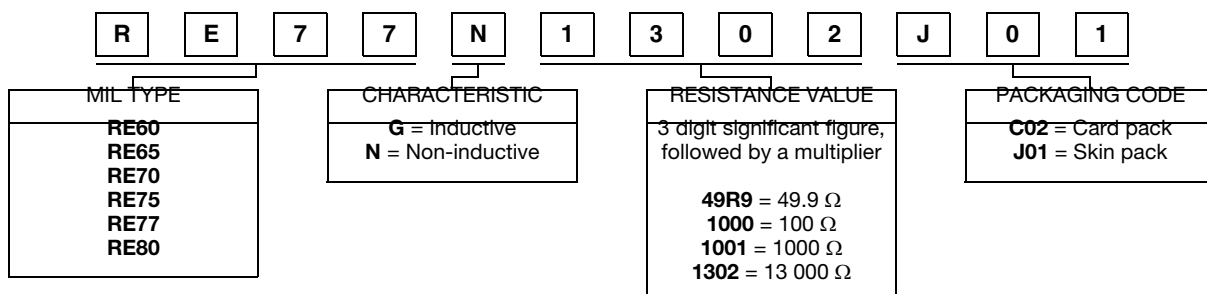 R E 7 7 N 1 3 0 2 J 0 1
MIL TYPE
RE60
RE65
RE70
RE75
RE77
RE80
CHARACTERISTIC
G = Inductive
N = Non-inductive
RESISTANCE VALUE
3 digit significant figure,
followed by a multiplier
49R9 = 49.9 Ω
1000 = 100 Ω
1001 = 1000 Ω
1302 = 13 000 Ω
PACKAGING CODE
C02 = Card pack
J01 = Skin pack